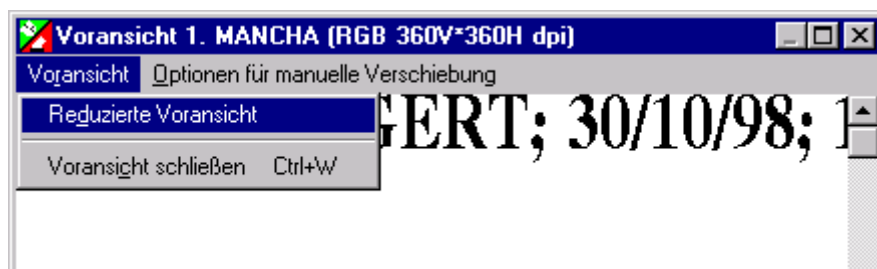 Voransicht 1. MANCHA (RGB 360V*360H dpi)
Voransicht Optionen für manuelle Verschiebung
Reduzierte Voransicht
GERT; 30/10/98; 1
Voransicht schließen Ctrl+W